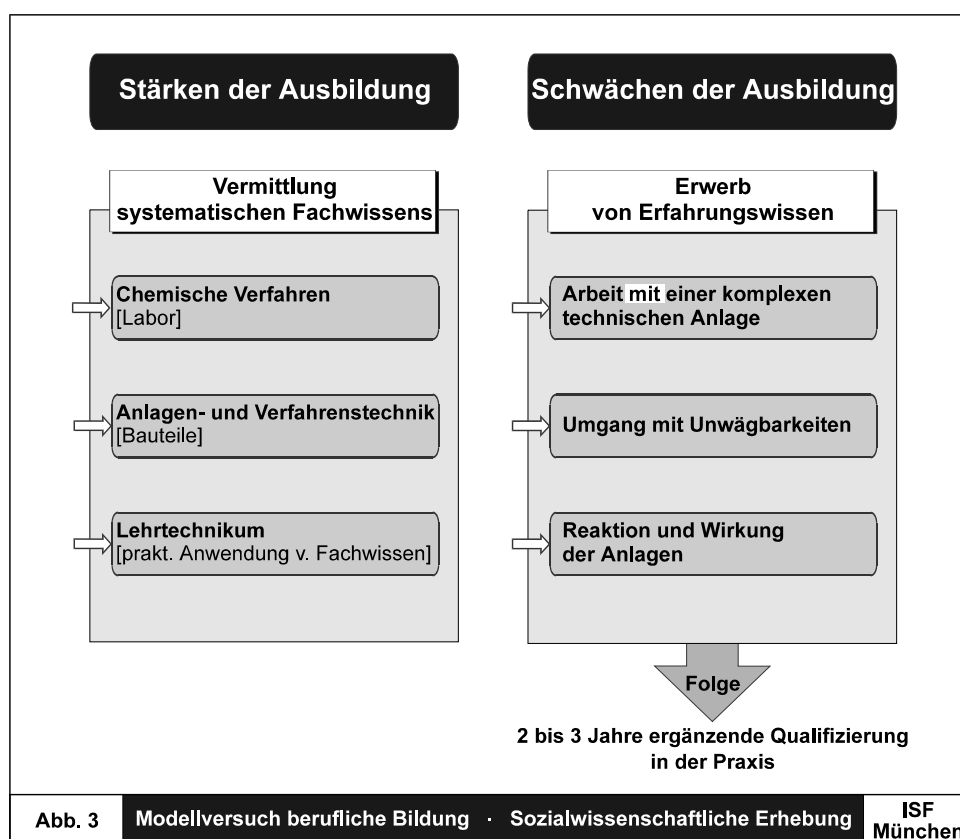 Stärken der Ausbildung
Vermittlung
systematischen Fachwissens
Chemische Verfahren
[Labor]
Anlagen- und Verfahrenstechnik
[Bauteile]
Lehrtechnikum
[prakt. Anwendung v. Fachwissen]
Schwächen der Ausbildung
Erwerb
von Erfahrungswissen
Arbeit mit einer komplexen
technischen Anlage
Umgang mit Unwägbarkeiten
Reaktion und Wirkung
der Anlagen
Folge
2 bis 3 Jahre ergänzende Qualifizierung
in der Praxis
Abb. 3
Modellversuch berufliche Bildung · Sozialwissenschaftliche Erhebung
ISF
München